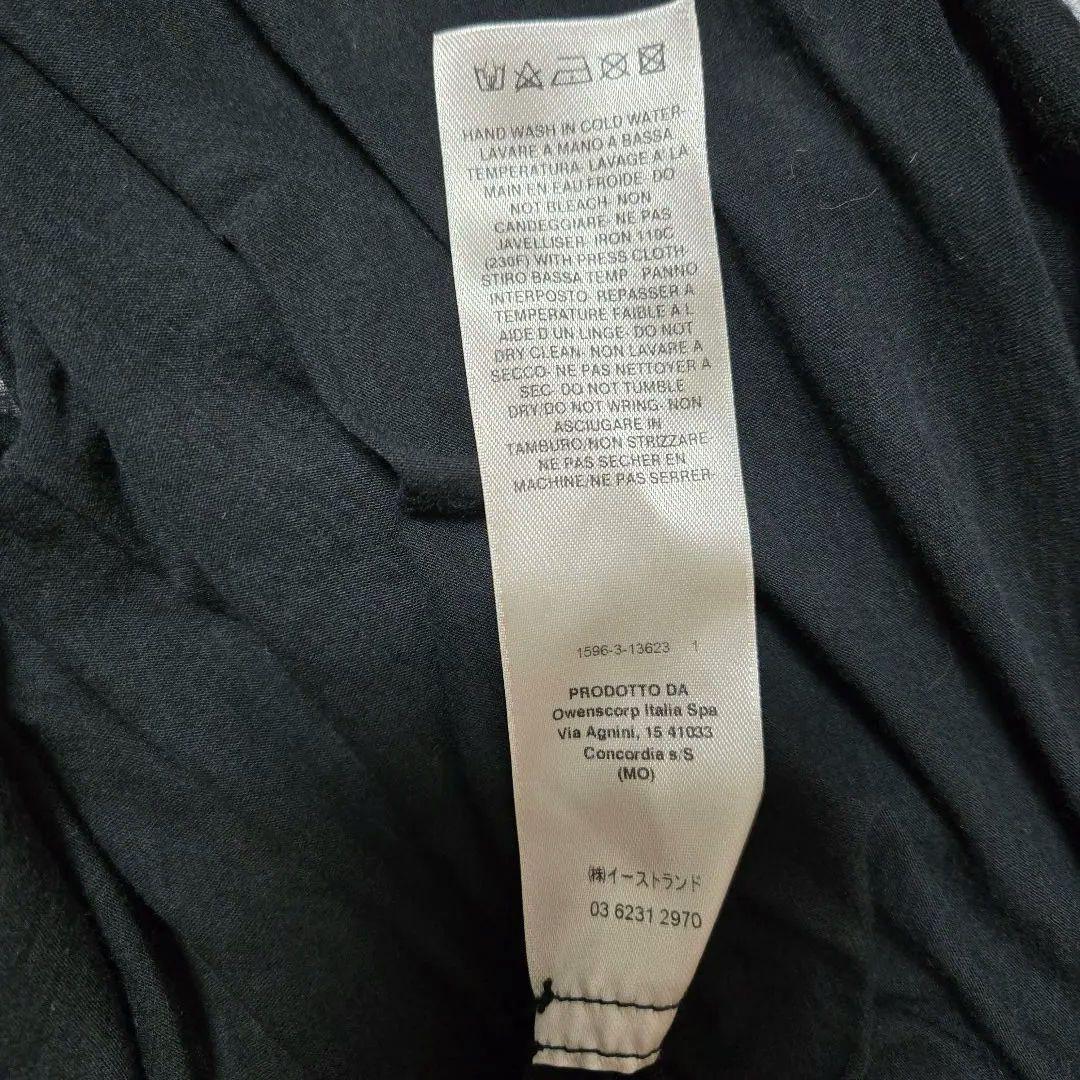 HAND WASH IN COLD WATER-
LAVARE A MANO A BASSA
TEMPERATURA- LAVAGE A' LA
MAIN EN EAU FROIDE- DO
NOT BLEACH- NON
CANDEGGIARE- NE PAS
JAVELLISER- IRON 110C
(230F) WITH PRESS CLOTH-
STIRO BASSA TEMP. PANNO
INTERPOSTO. REPASSER A
TEMPERATURE FAIBLE A L
AIDE D UN LINGE- DO NOT
DRY CLEAN- NON LAVARE A
SECCO- NE PAS NETTOYER A
SEC- DO NOT TUMBLE
DRY/DO NOT WRING- NON
ASCIUGARE IN
TAMBURO/NON STRIZZARE-
NE PAS SECHER EN
MACHINE/NE PAS SERRER-
1596-3-13623 1
PRODOTTO DA
Owenscorp Italia Spa
Via Agnini, 15 41033
Concordia s/S
(MO)
㈱イーストランド
03 6231 2970